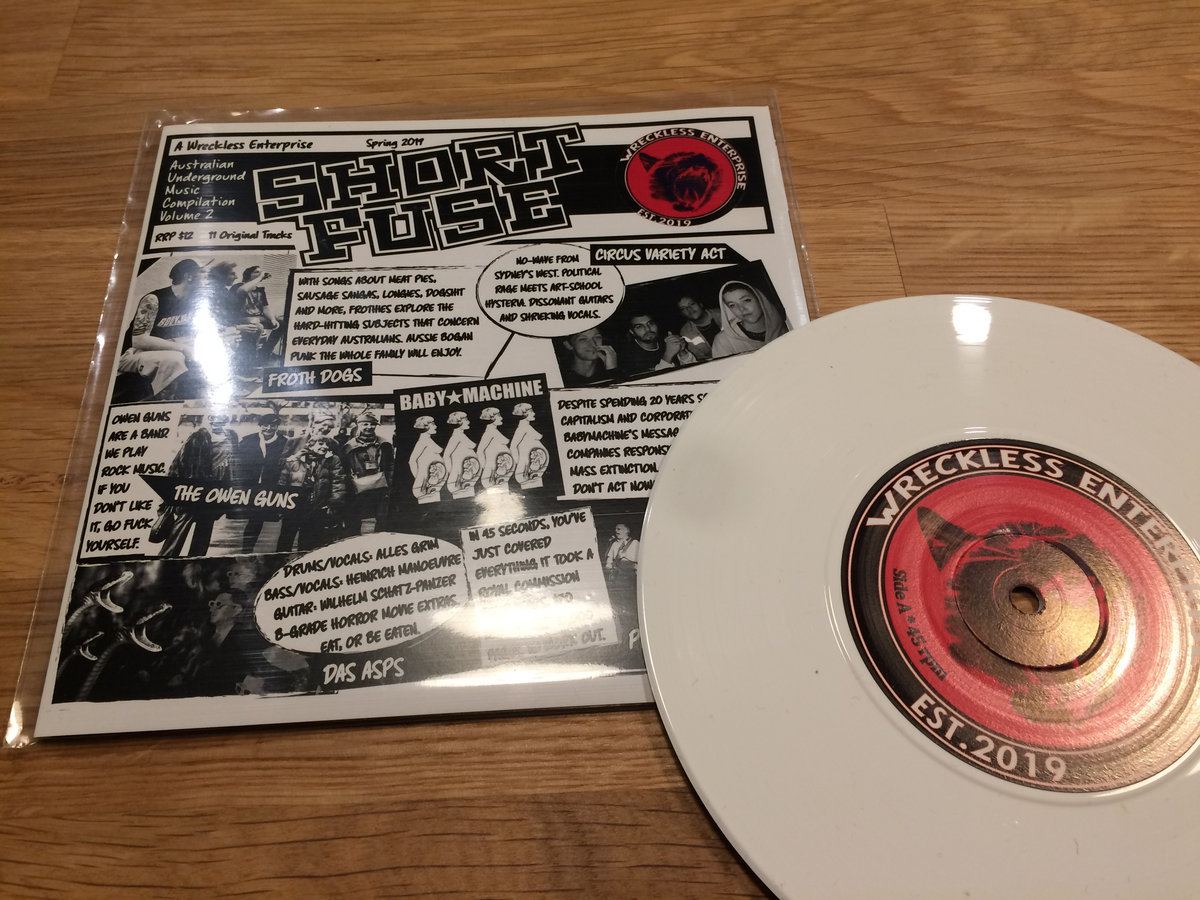 A Wreckless Enterprise
Spring 2019
Australian
Underground
Music
Compilation
Volume 2
RRP $12
11 Original Tracks
SHORT
FUSE
WRECKLESS ENTERPRISE
EST. 2019
WITH SONGS ABOUT MEAT PIES,
SAUSAGE SANGAS, LONGIES, DOGSHIT
AND MORE, FROTHIES EXPLORE THE
HARD-HITTING SUBJECTS THAT CONCERN
EVERYDAY AUSTRALIANS. AUSSIE BOGAN
PUNK THE WHOLE FAMILY WILL ENJOY.
FROTH DOGS
NO-WAVE FROM
SYDNEY'S WEST. POLITICAL
RAGE MEETS ART-SCHOOL
HYSTERIA. DISSONANT GUITARS
AND SHRIEKING VOCALS.
CIRCUS VARIETY ACT
OWEN GUNS
ARE A BAND.
WE PLAY
ROCK MUSIC.
IF YOU
DON'T LIKE
IT, GO FUCK
YOURSELF.
THE OWEN GUNS
BABY★MACHINE
DESPITE SPENDING 20 YEARS
CAPITALISM AND
BABYMACHINE'S
COMPANIES
MASS EXTINCTION.
DON'T ACT NOW
DRUMS/VOCALS: ALLES GRIM
BASS/VOCALS: HEINRICH MANOEUVRE
GUITAR: WILHELM SCHATZ-PANZER
B-GRADE HORROR MOVIE EXTRAS.
EAT, OR BE EATEN.
DAS ASPS
IN 45 SECONDS, YOU'VE
JUST COVERED
EVERYTHING IT TOOK A
ROYAL COMMISSION
OUT.
WRECKLESS
Side A * 45 rpm
EST. 2019